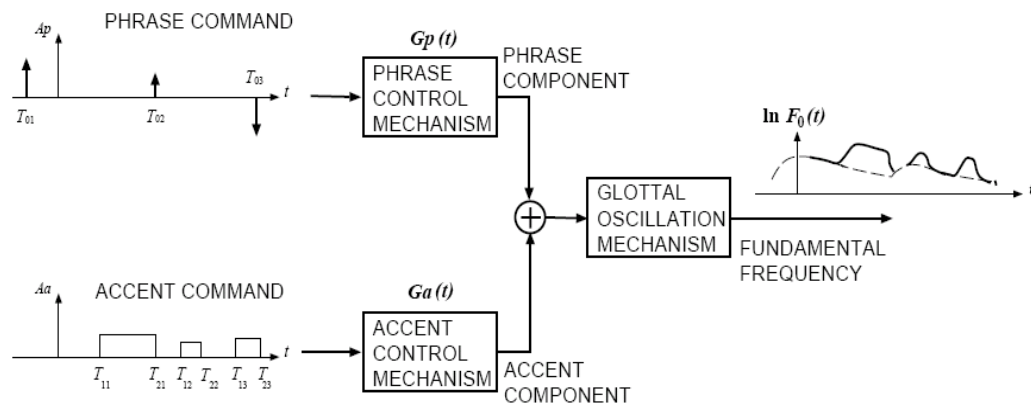 PHRASE COMMAND
Ap
T01
T02
T03
t
Gp (t)
PHRASE
CONTROL
MECHANISM
PHRASE
COMPONENT
ln F0(t)
+
GLOTTAL
OSCILLATION
MECHANISM
FUNDAMENTAL
FREQUENCY
ACCENT COMMAND
Aa
T11
T21
T12
T22
T13
T23
t
Ga (t)
ACCENT
CONTROL
MECHANISM
ACCENT
COMPONENT